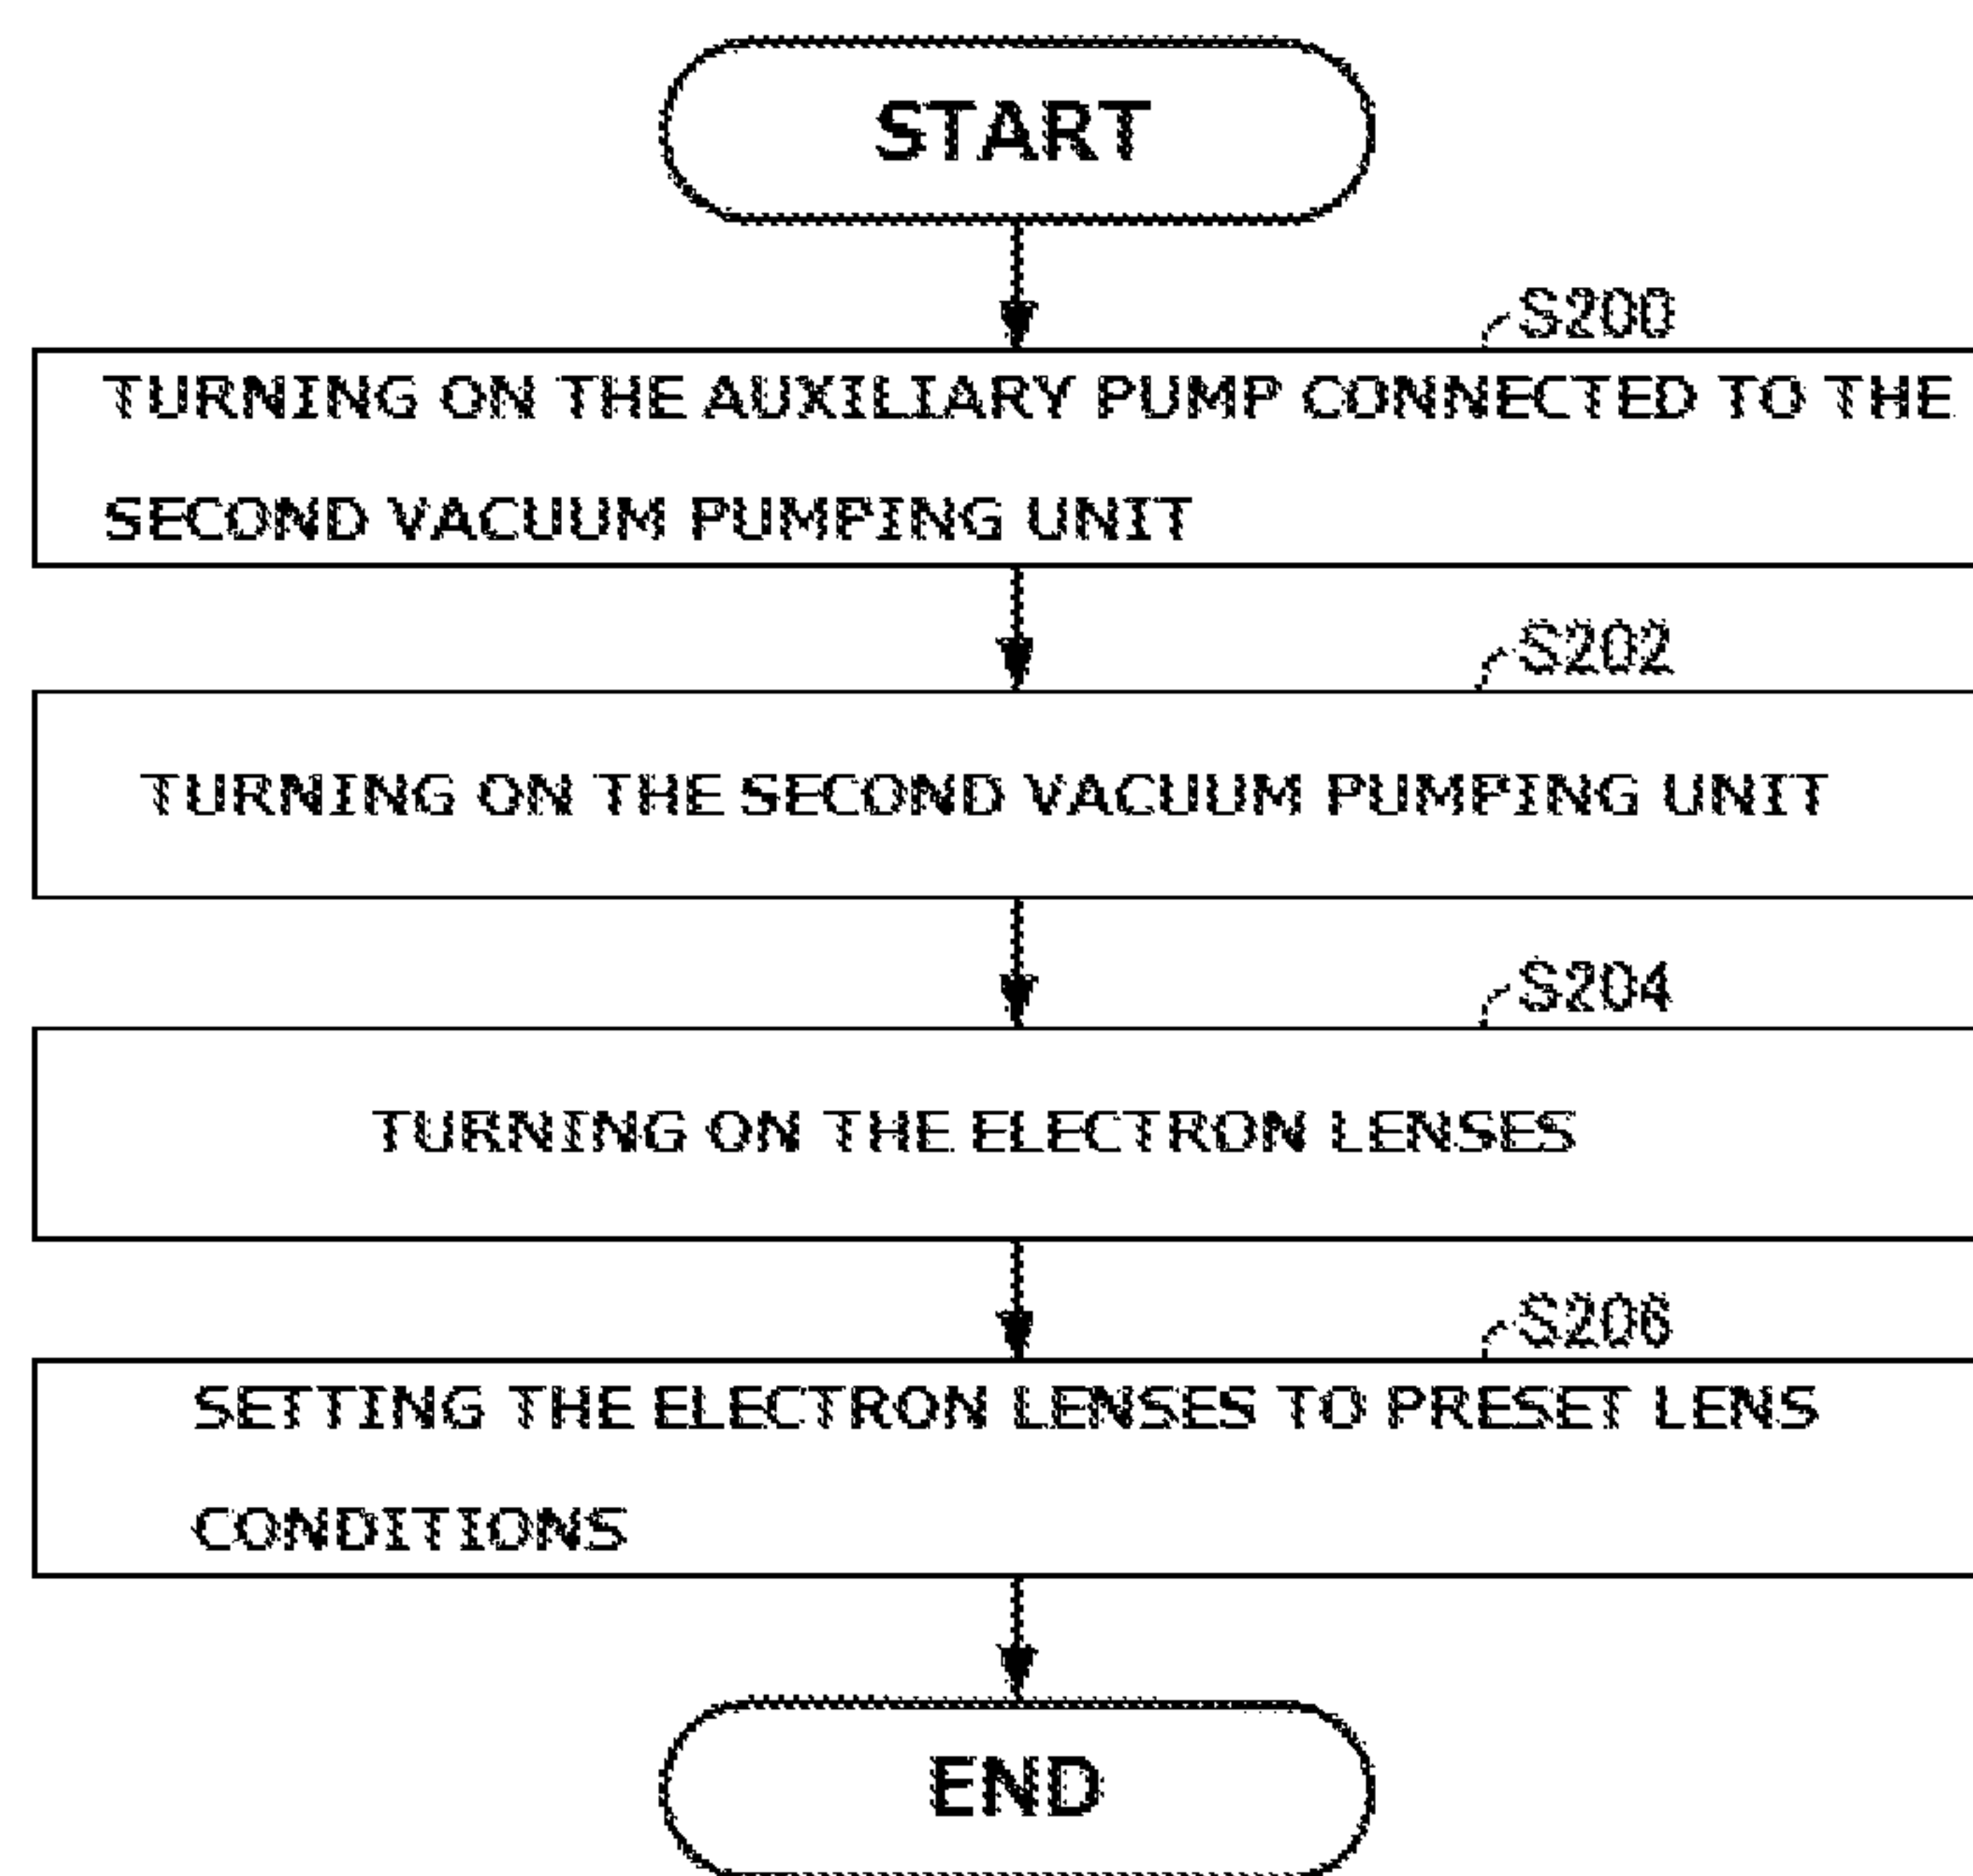 START
S200
TURNING ON THE AUXILIARY PUMP CONNECTED TO THE
SECOND VACUUM PUMPING UNIT
S202
TURNING ON THE SECOND VACUUM PUMPING UNIT
S204
TURNING ON THE ELECTRON LENSES
S206
SETTING THE ELECTRON LENSES TO PRESET LENS
CONDITIONS
END